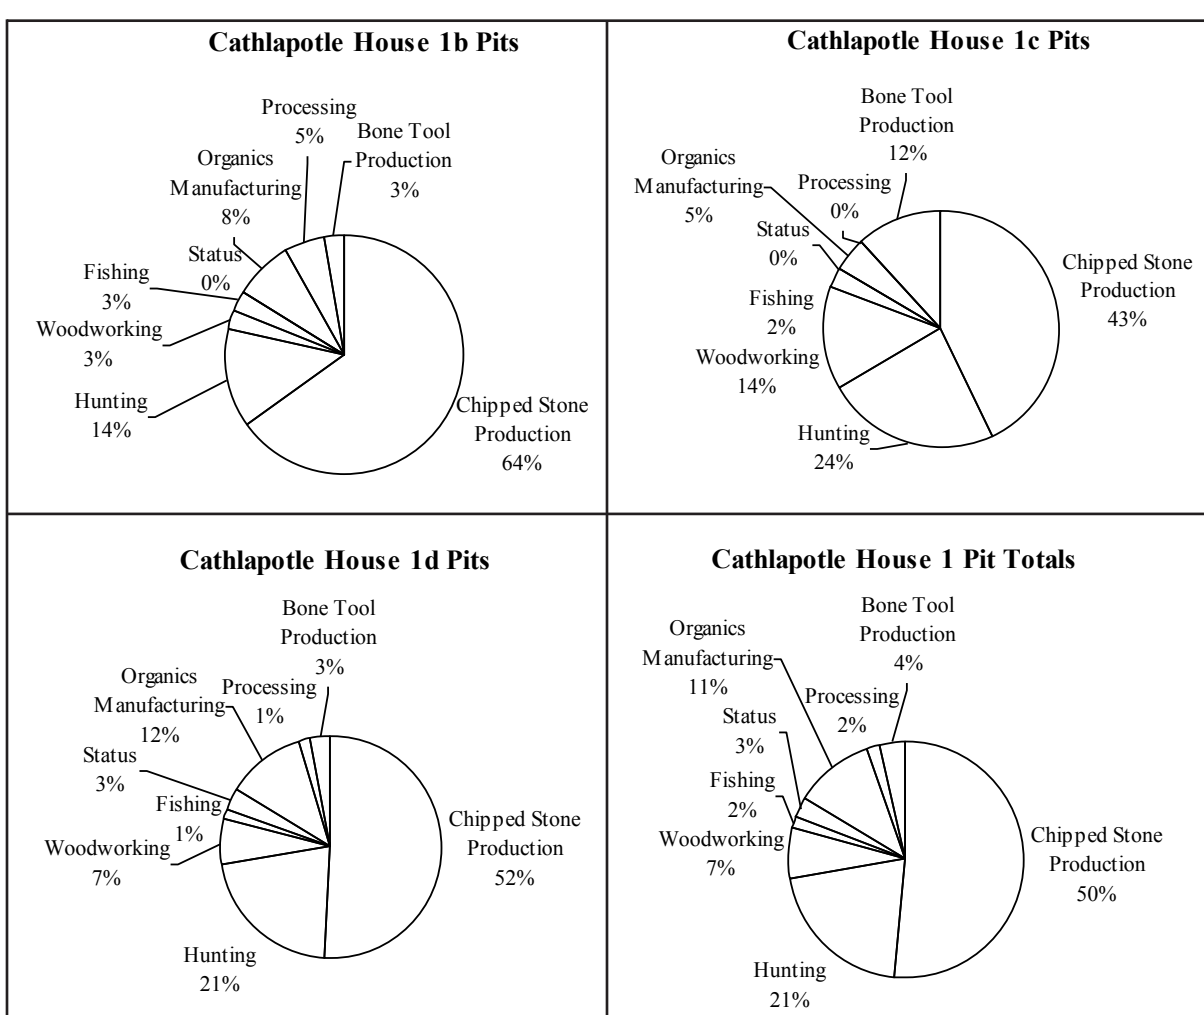 Cathlapotle House 1b Pits
Processing
5%
Bone Tool
Production
3%
Organics
Manufacturing
8%
Status
0%
Fishing
3%
Woodworking
3%
Hunting
14%
Chipped Stone
Production
64%
Cathlapotle House 1c Pits
Bone Tool
Production
12%
Organics
Manufacturing
5%
Processing
0%
Status
0%
Fishing
2%
Woodworking
14%
Hunting
24%
Chipped Stone
Production
43%
Cathlapotle House 1d Pits
Bone Tool
Production
3%
Organics
Manufacturing
12%
Processing
1%
Status
3%
Fishing
1%
Woodworking
7%
Hunting
21%
Chipped Stone
Production
52%
Cathlapotle House 1 Pit Totals
Bone Tool
Production
4%
Organics
Manufacturing
11%
Processing
2%
Status
3%
Fishing
2%
Woodworking
7%
Hunting
21%
Chipped Stone
Production
50%